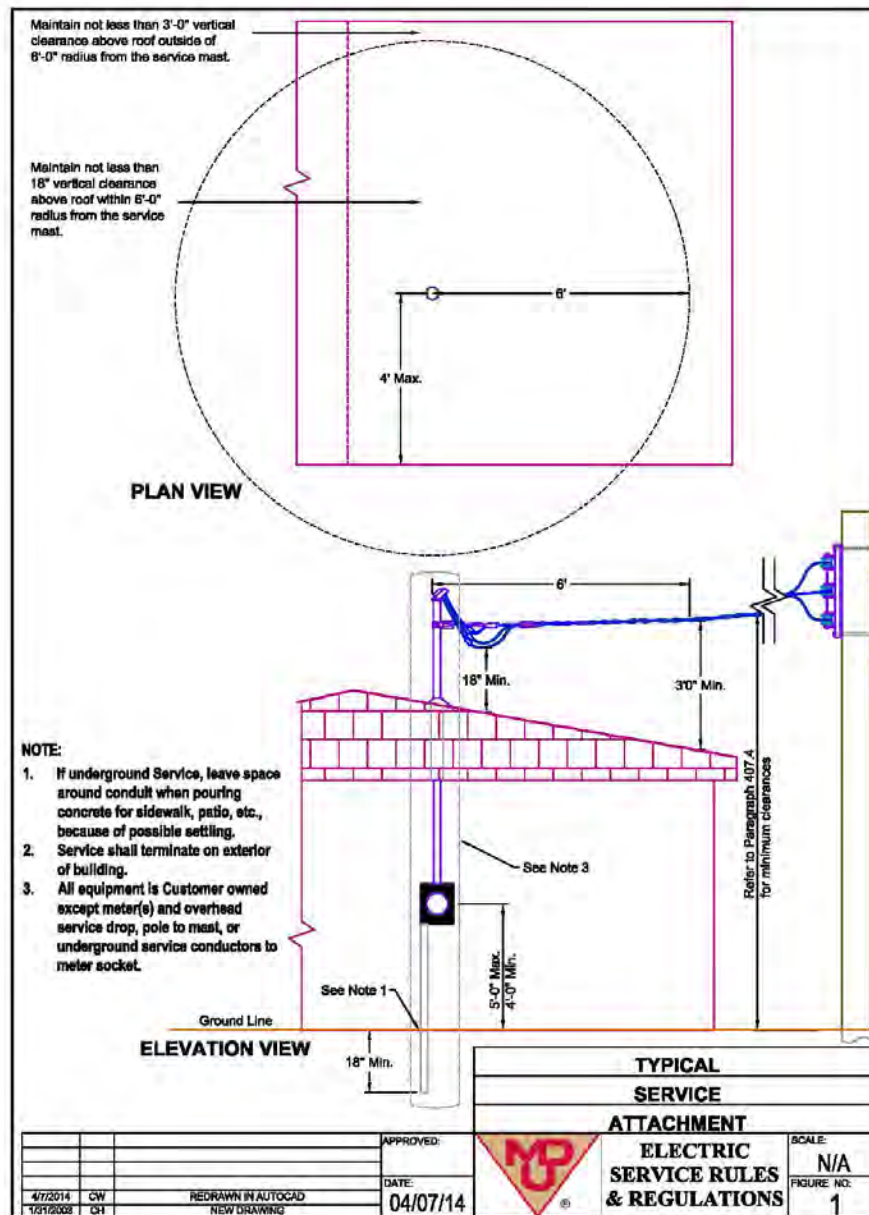 Maintain not less than 3'-0" vertical
clearance above roof outside of
6'-0" radius from the service mast.
Maintain not less than
18" vertical clearance
above roof within 6'-0"
radius from the service
mast.
6'
4' Max.
PLAN VIEW
6'
18" Min.
3'0" Min.
Refer to Paragraph 407.4
for minimum clearances
NOTE:
1. If underground Service, leave space
around conduit when pouring
concrete for sidewalk, patio, etc.,
because of possible settling.
2. Service shall terminate on exterior
of building.
3. All equipment is Customer owned
except meter(s) and overhead
service drop, pole to mast, or
underground service conductors to
meter socket.
See Note 3
5'-0" Max.
4'-0" Min.
See Note 1
Ground Line
ELEVATION VIEW
18" Min.
TYPICAL
SERVICE
ATTACHMENT
APPROVED:
DATE:
04/07/14
4/7/2014 CW REDRAWN IN AUTOCAD
1/31/2008 CH NEW DRAWING
MPU
®
ELECTRIC
SERVICE RULES
& REGULATIONS
SCALE:
N/A
FIGURE NO:
1